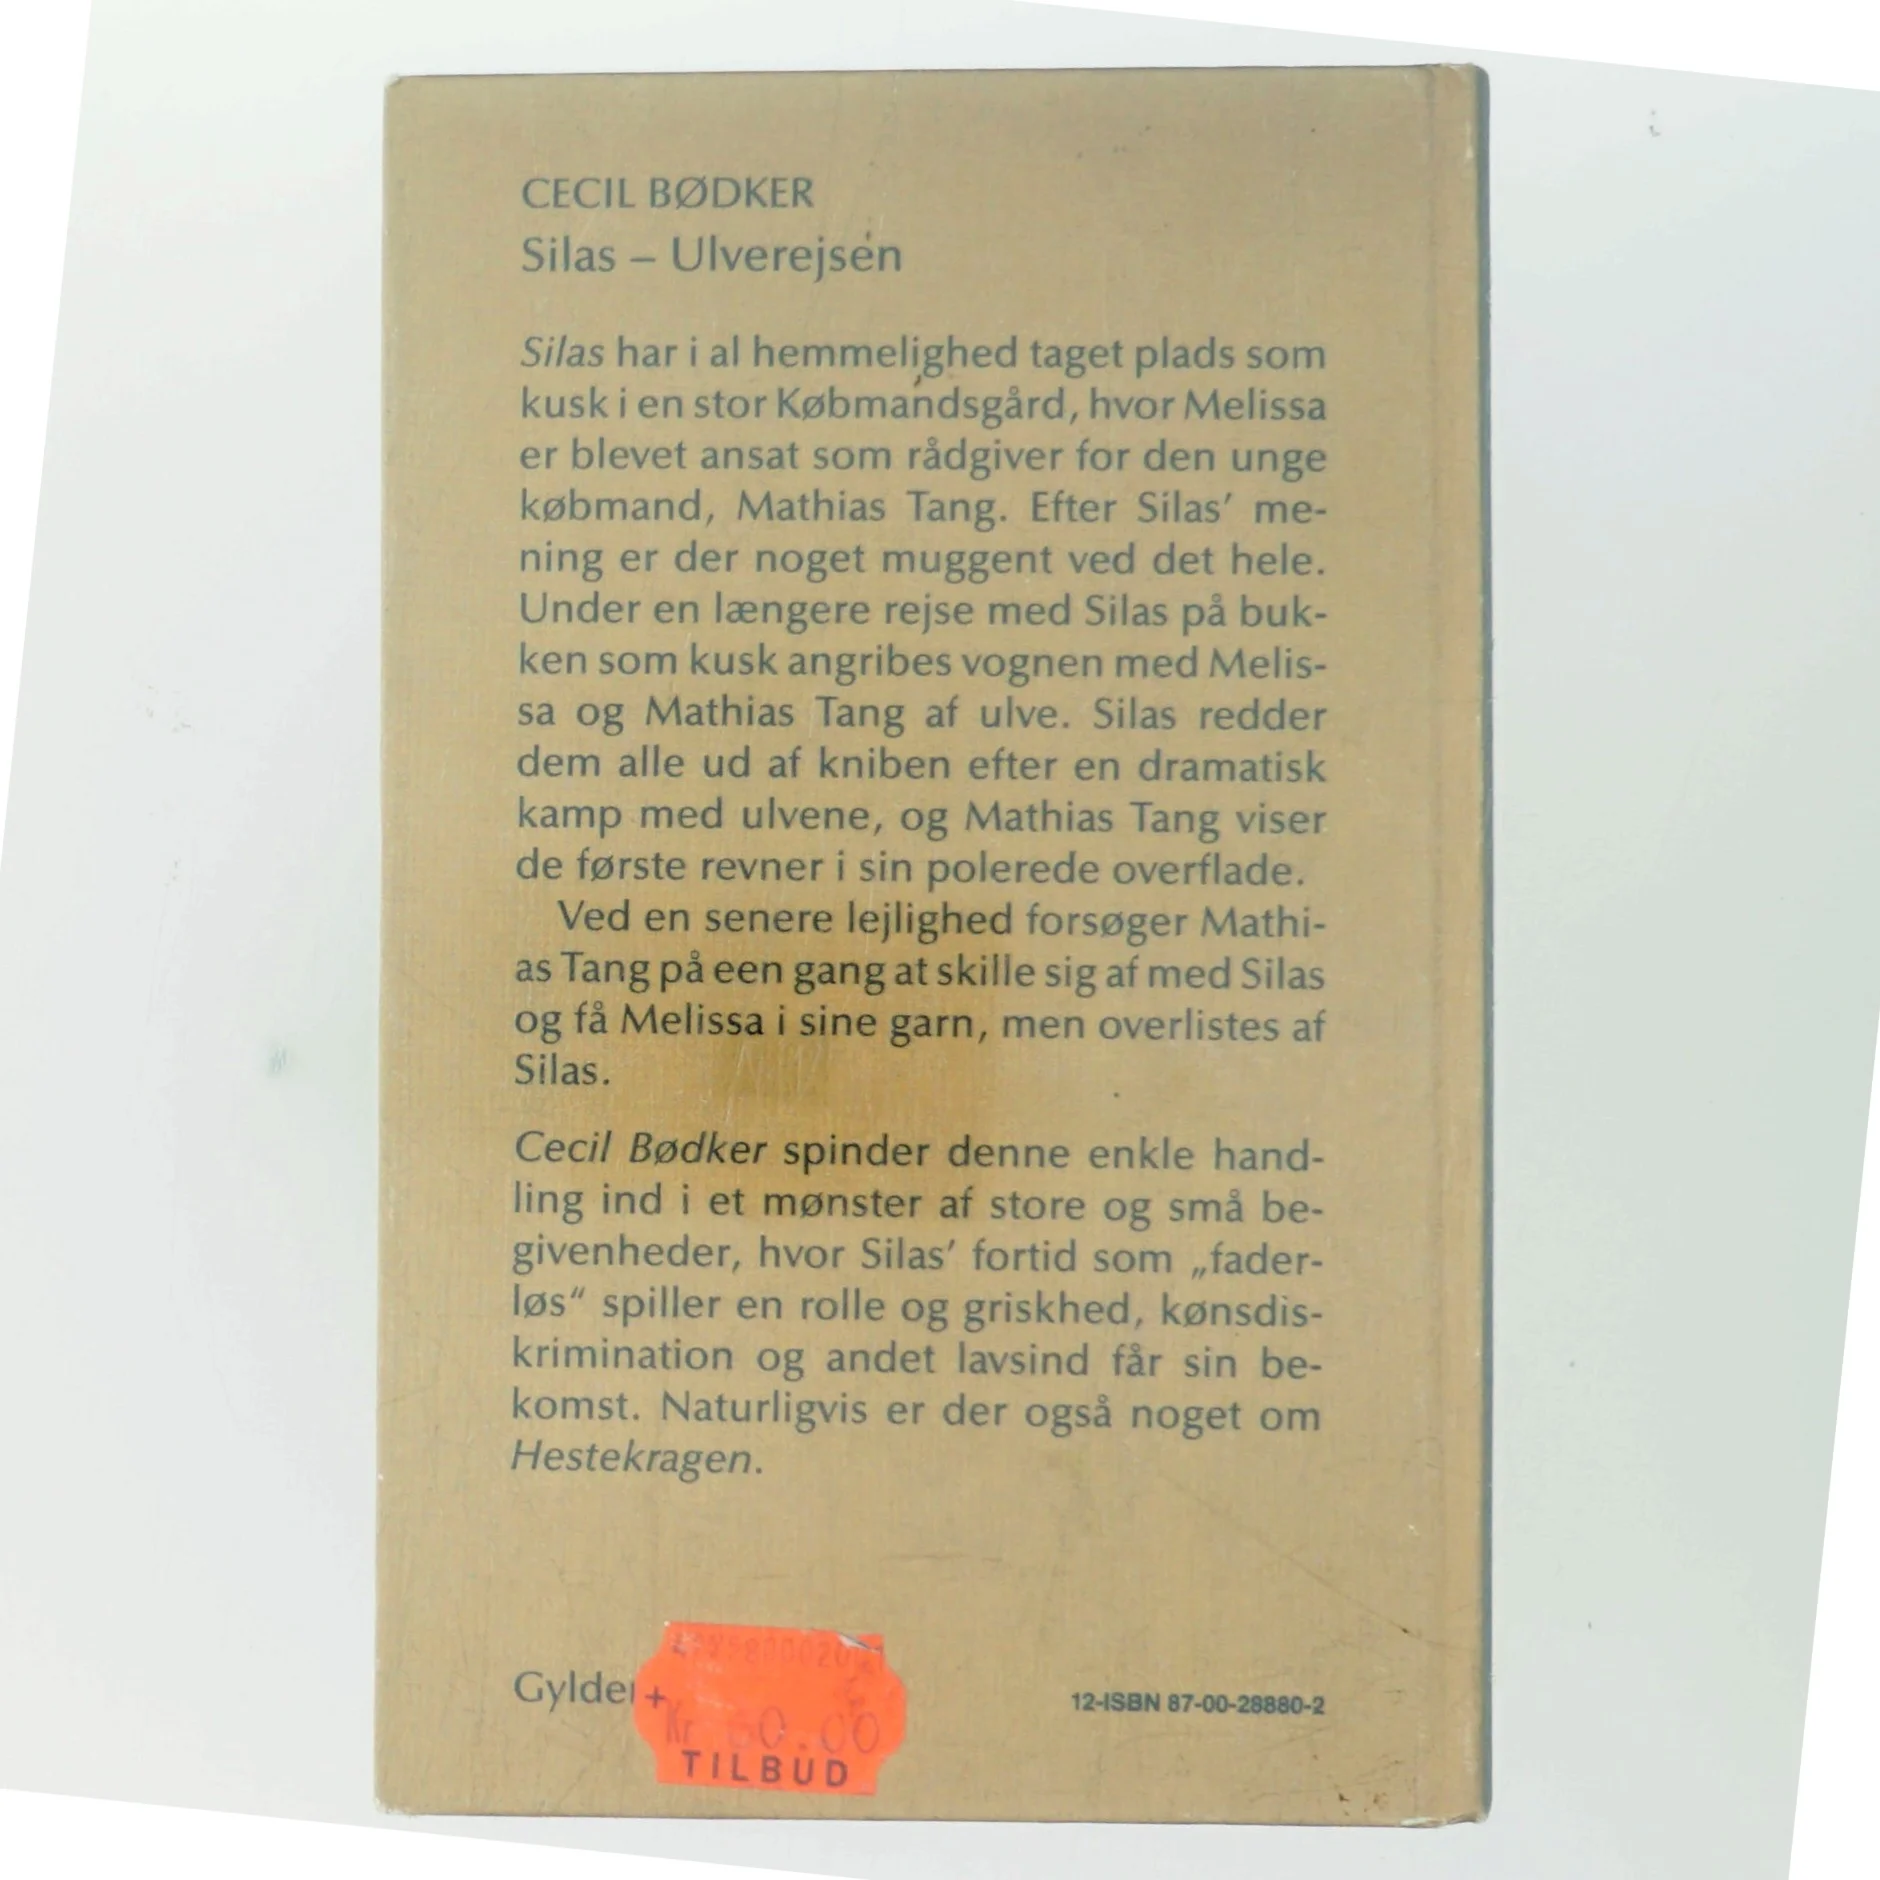 CECIL BØDKER
Silas – Ulverejsen
Silas har i al hemmelighed taget plads som
kusk i en stor Købmandsgård, hvor Melissa
er blevet ansat som rådgiver for den unge
købmand, Mathias Tang. Efter Silas’ me-
ning er der noget muggent ved det hele.
Under en længere rejse med Silas på buk-
ken som kusk angribes vognen med Melis-
sa og Mathias Tang af ulve. Silas redder
dem alle ud af kniben efter en dramatisk
kamp med ulvene, og Mathias Tang viser
de første revner i sin polerede overflade.
Ved en senere lejlighed forsøger Mathi-
as Tang på een gang at skille sig af med Silas
og få Melissa i sine garn, men overlistes af
Silas.
Cecil Bødker spinder denne enkle hand-
ling ind i et mønster af store og små be-
givenheder, hvor Silas’ fortid som „fader-
løs“ spiller en rolle og griskhed, kønsdis-
krimination og andet lavsind får sin be-
komst. Naturligvis er der også noget om
Hestekragen.
12-ISBN 87-00-28880-2
Kr
TILBUD